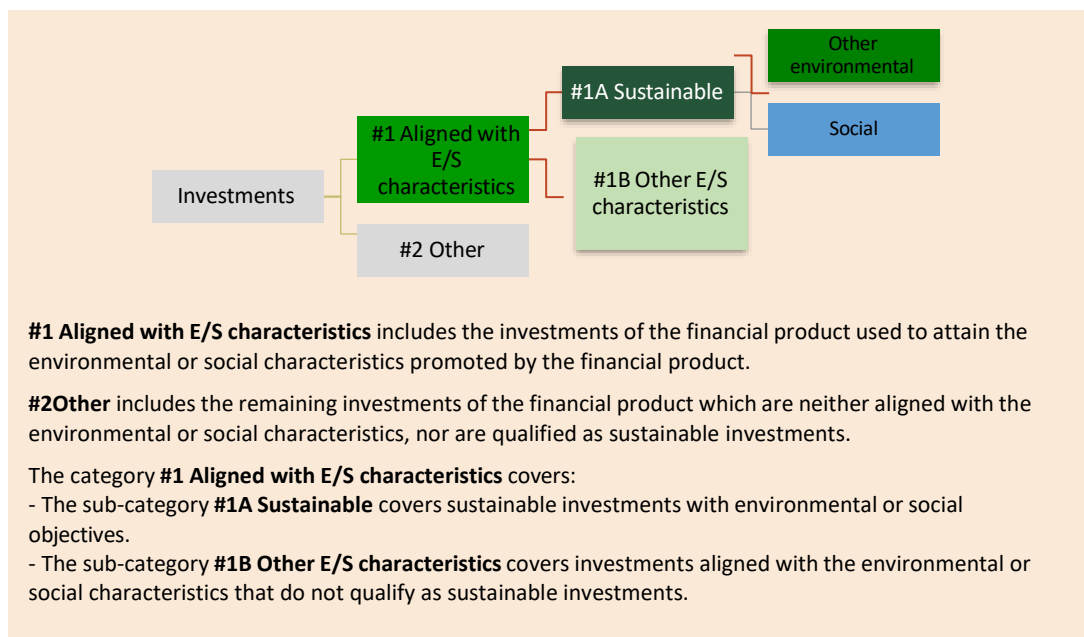 Other
environmental
#1A Sustainable
Social
#1 Aligned with
E/S
characteristics
#1B Other E/S
characteristics
Investments
#2 Other
#1 Aligned with E/S characteristics includes the investments of the financial product used to attain the
environmental or social characteristics promoted by the financial product.
#2Other includes the remaining investments of the financial product which are neither aligned with the
environmental or social characteristics, nor are qualified as sustainable investments.
The category #1 Aligned with E/S characteristics covers:
- The sub-category #1A Sustainable covers sustainable investments with environmental or social
objectives.
- The sub-category #1B Other E/S characteristics covers investments aligned with the environmental or
social characteristics that do not qualify as sustainable investments.